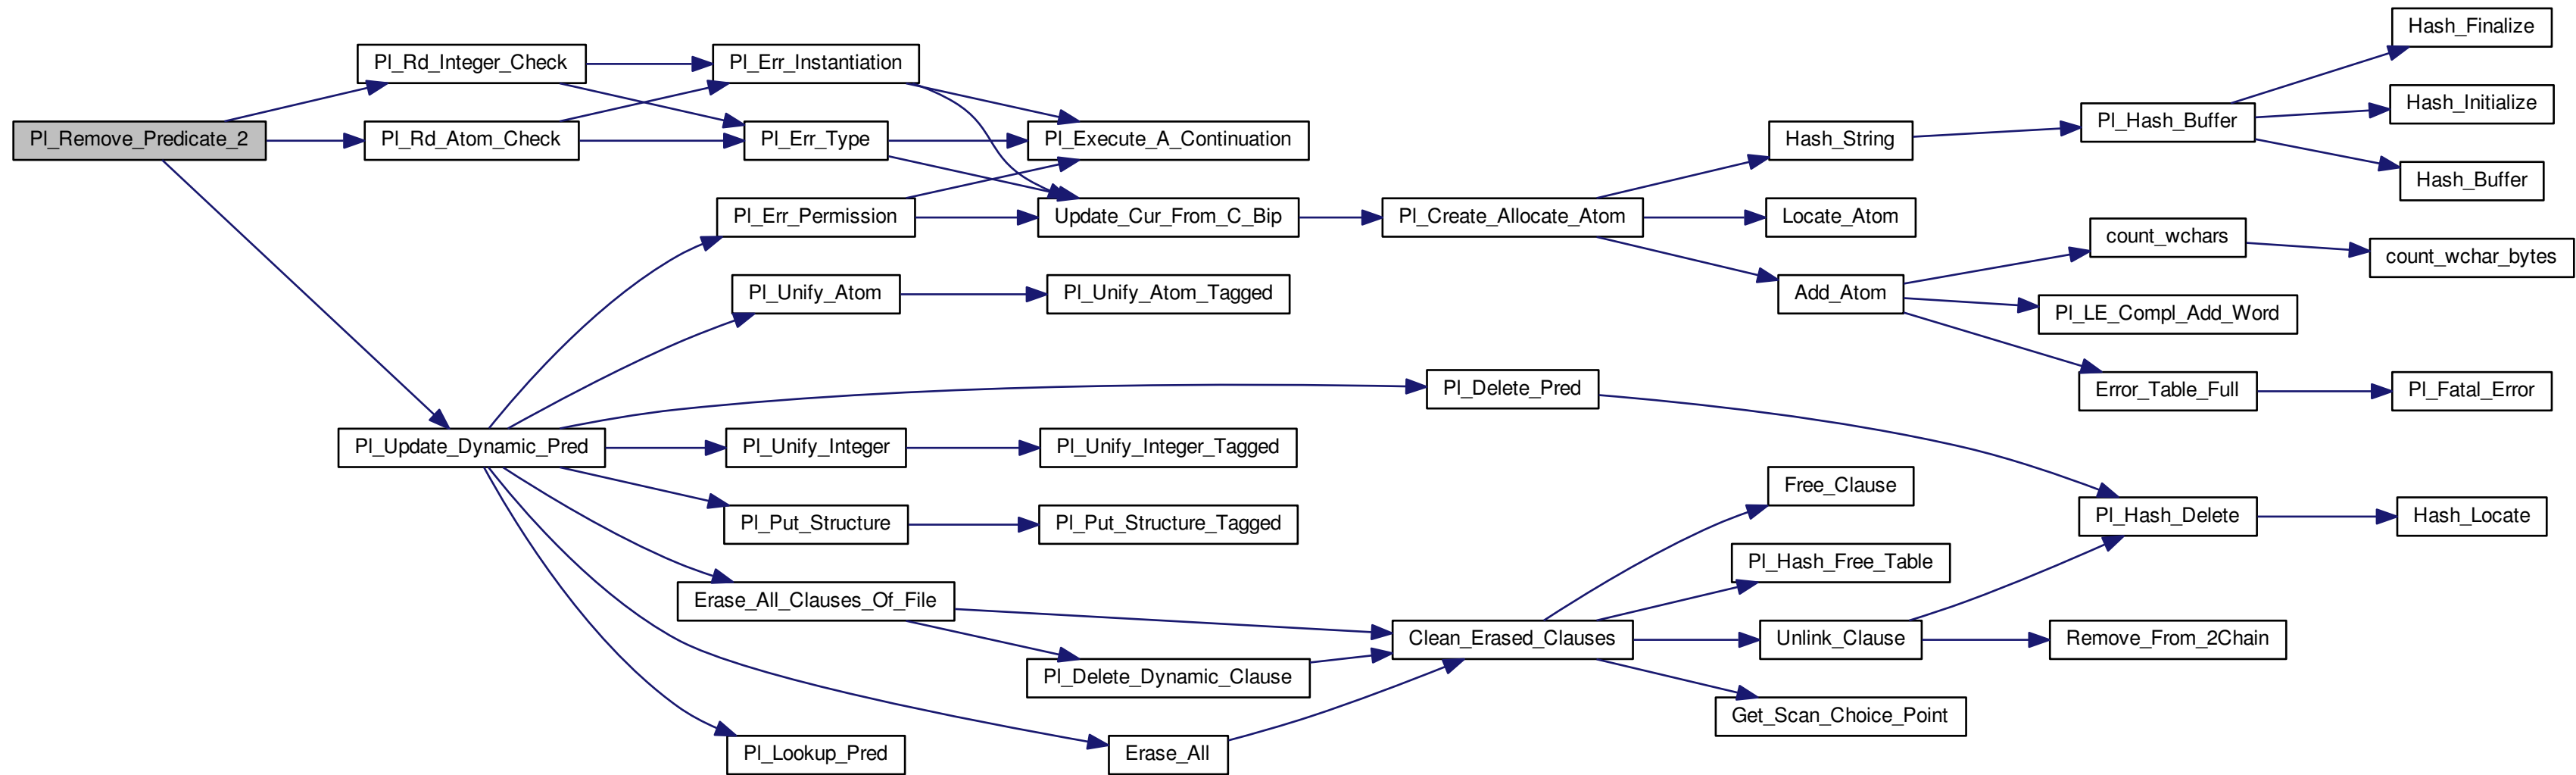 Pl_Remove_Predicate_2
Pl_Rd_Integer_Check
Pl_Rd_Atom_Check
Pl_Update_Dynamic_Pred
Pl_Err_Instantiation
Pl_Err_Type
Pl_Err_Permission
Pl_Unify_Atom
Pl_Unify_Integer
Pl_Put_Structure
Erase_All_Clauses_Of_File
Pl_Lookup_Pred
Pl_Execute_A_Continuation
Update_Cur_From_C_Bip
Pl_Unify_Atom_Tagged
Pl_Unify_Integer_Tagged
Pl_Put_Structure_Tagged
Pl_Delete_Dynamic_Clause
Erase_All
Pl_Create_Allocate_Atom
Pl_Delete_Pred
Clean_Erased_Clauses
Hash_String
Locate_Atom
Add_Atom
Free_Clause
Pl_Hash_Free_Table
Unlink_Clause
Get_Scan_Choice_Point
Pl_Hash_Buffer
count_wchars
Pl_LE_Compl_Add_Word
Error_Table_Full
Pl_Hash_Delete
Remove_From_2Chain
Hash_Finalize
Hash_Initialize
Hash_Buffer
count_wchar_bytes
Pl_Fatal_Error
Hash_Locate